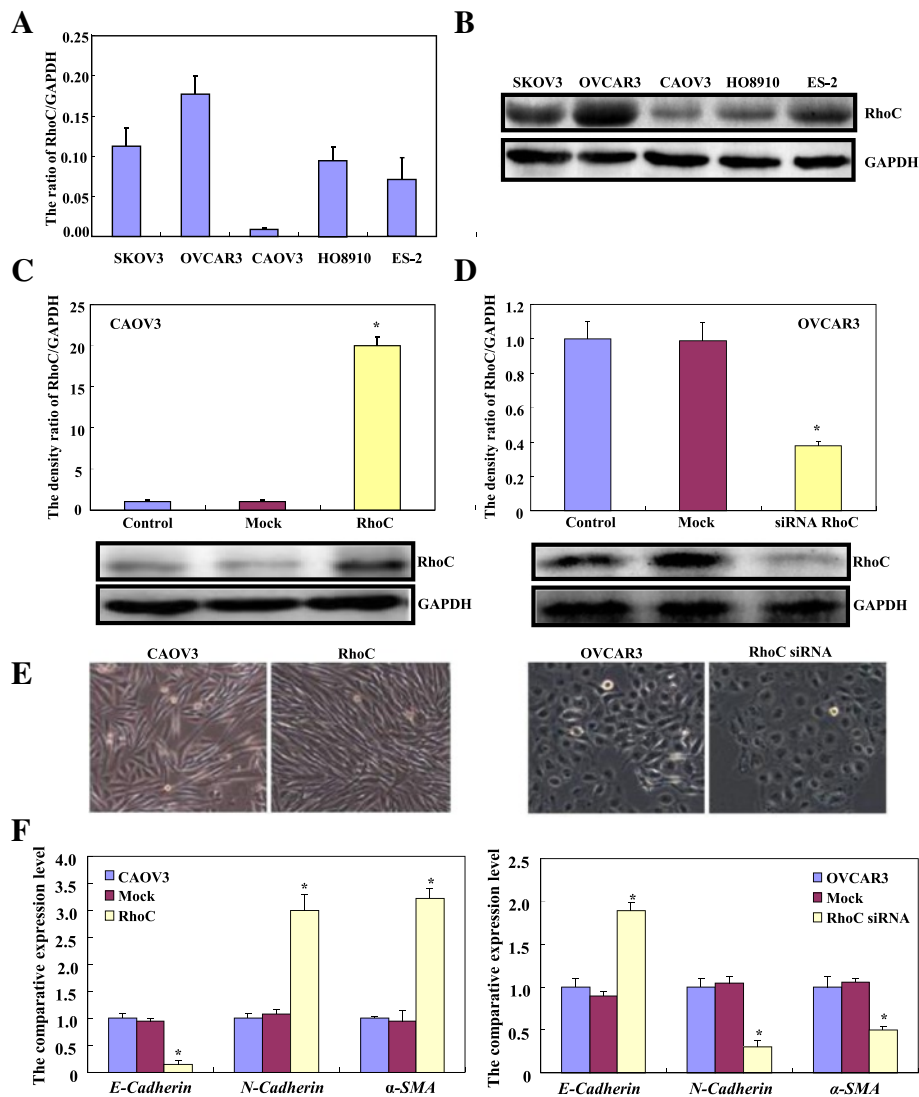 A
The ratio of RhoC/GAPDH
0.25
0.20
0.15
0.10
0.05
0.00
SKOV3 OVCAR3 CAOV3 HO8910 ES-2
B
SKOV3 OVCAR3 CAOV3 HO8910 ES-2
RhoC
GAPDH
C
The density ratio of RhoC/GAPDH
CAOV3
25
20
15
10
5
0
*
Control Mock RhoC
RhoC
GAPDH
D
The density ratio of RhoC/GAPDH
OVCAR3
1.2
1.0
0.8
0.6
0.4
0.2
0
*
Control Mock siRNA RhoC
RhoC
GAPDH
E
CAOV3 RhoC
OVCAR3 RhoC siRNA
F
The comparative expression level
4.0
3.0
2.0
1.0
0.5
0
CAOV3
Mock
RhoC
* * *
E-Cadherin N-Cadherin α-SMA
The comparative expression level
2.5
2.0
1.5
1.0
0.5
0
OVCAR3
Mock
RhoC siRNA
* * *
E-Cadherin N-Cadherin α-SMA